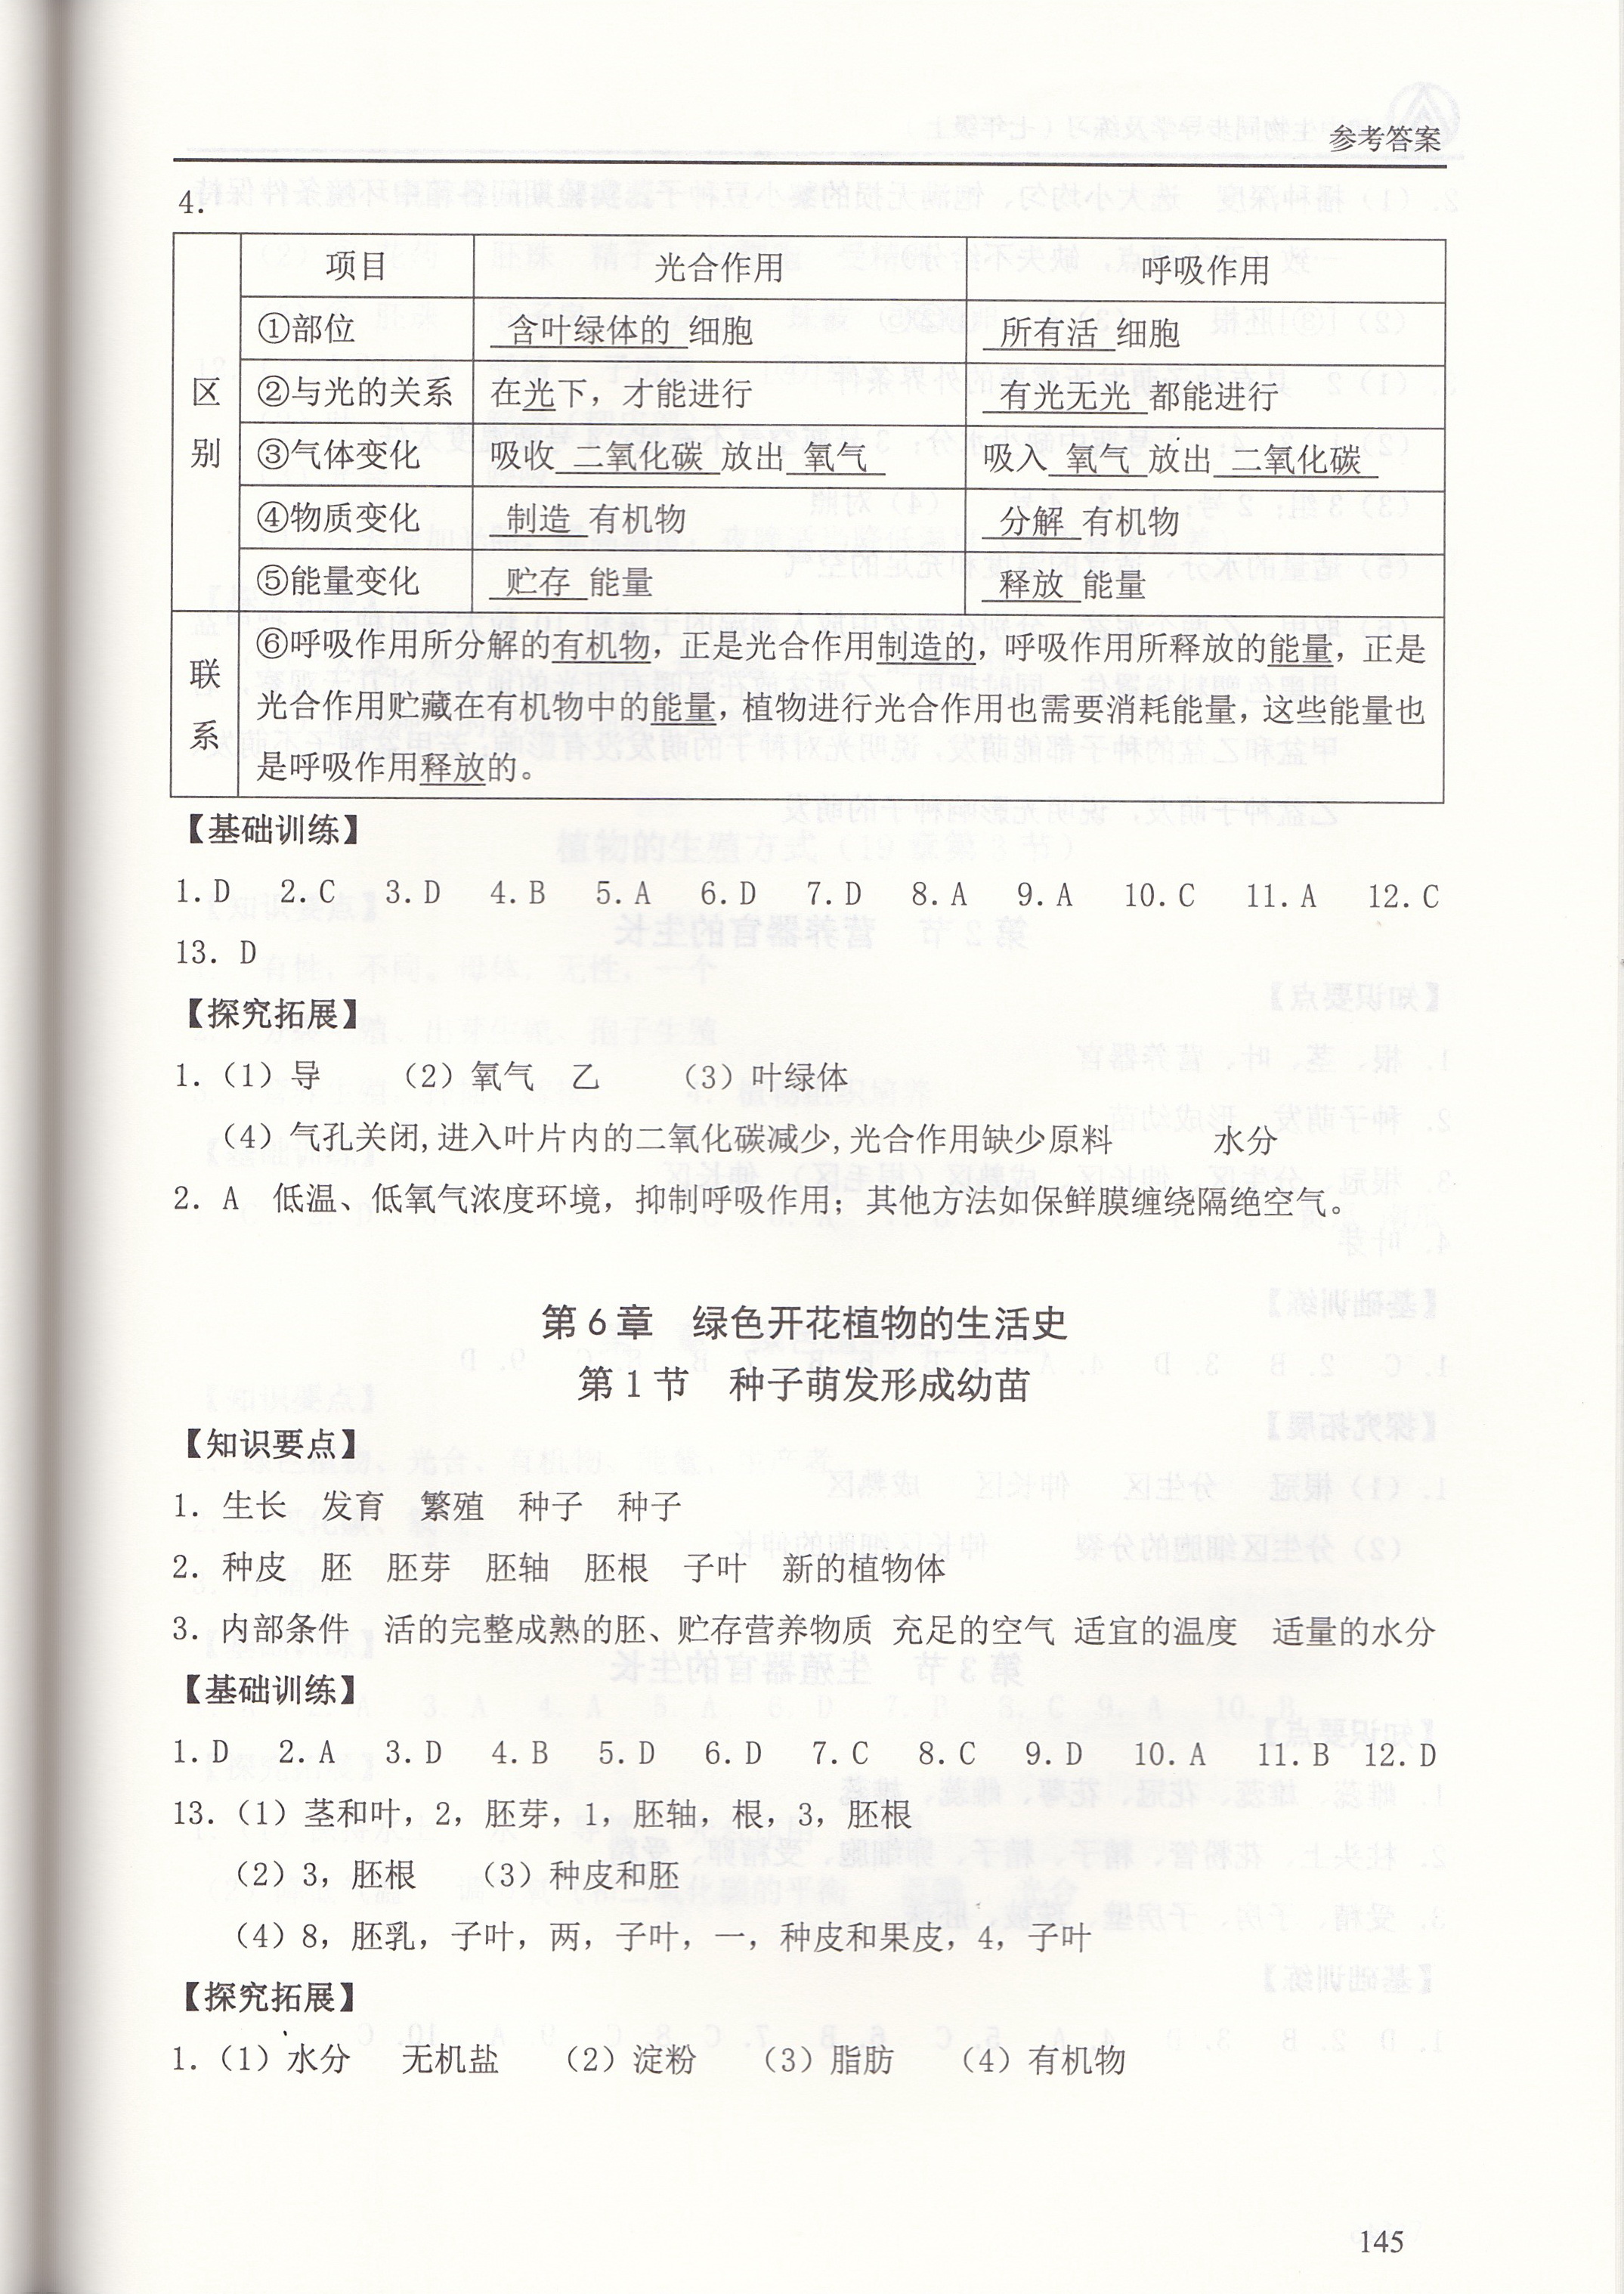 参考答案
4.
项目 光合作用 呼吸作用
区别
①部位 含叶绿体的 细胞 所有活 细胞
②与光的关系 在光下，才能进行 有光无光 都能进行
③气体变化 吸收 二氧化碳 放出 氧气 吸入 氧气 放出 二氧化碳
④物质变化 制造 有机物 分解 有机物
⑤能量变化 贮存 能量 释放 能量
联系
⑥呼吸作用所分解的有机物，正是光合作用制造的，呼吸作用所释放的能量，正是
光合作用贮藏在有机物中的能量，植物进行光合作用也需要消耗能量，这些能量也
是呼吸作用释放的。
【基础训练】
1.D 2.C 3.D 4.B 5.A 6.D 7.D 8.A 9.A 10.C 11.A 12.C
13. D
【探究拓展】
1.（1）导 （2）氧气 乙 （3）叶绿体
（4）气孔关闭,进入叶片内的二氧化碳减少,光合作用缺少原料 水分
2. A 低温、低氧气浓度环境，抑制呼吸作用；其他方法如保鲜膜缠绕隔绝空气。
第 6 章 绿色开花植物的生活史
第 1 节 种子萌发形成幼苗
【知识要点】
1. 生长 发育 繁殖 种子 种子
2. 种皮 胚 胚芽 胚轴 胚根 子叶 新的植物体
3. 内部条件 活的完整成熟的胚、贮存营养物质 充足的空气 适宜的温度 适量的水分
【基础训练】
1.D 2.A 3.D 4.B 5.D 6.D 7.C 8.C 9.D 10.A 11.B 12.D
13.（1）茎和叶，2，胚芽，1，胚轴，根，3，胚根
（2）3，胚根 （3）种皮和胚
（4）8，胚乳，子叶，两，子叶，一，种皮和果皮，4，子叶
【探究拓展】
1.（1）水分 无机盐 （2）淀粉 （3）脂肪 （4）有机物
145